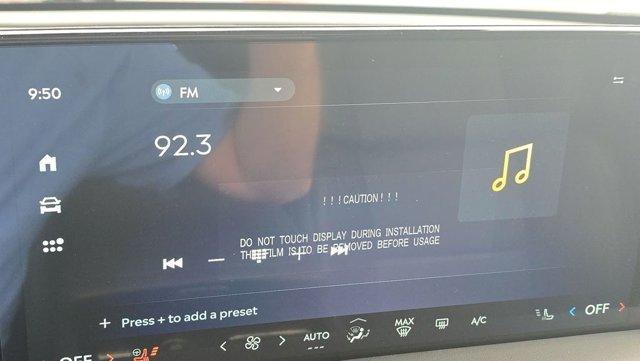 9:50
FM
92.3
!!!CAUTION!!!
DO NOT TOUCH DISPLAY DURING INSTALLATION
THE FILM IS TO BE REMOVED BEFORE USAGE
+ Press + to add a preset
OFF >
< > AUTO MAX A/C < OFF >